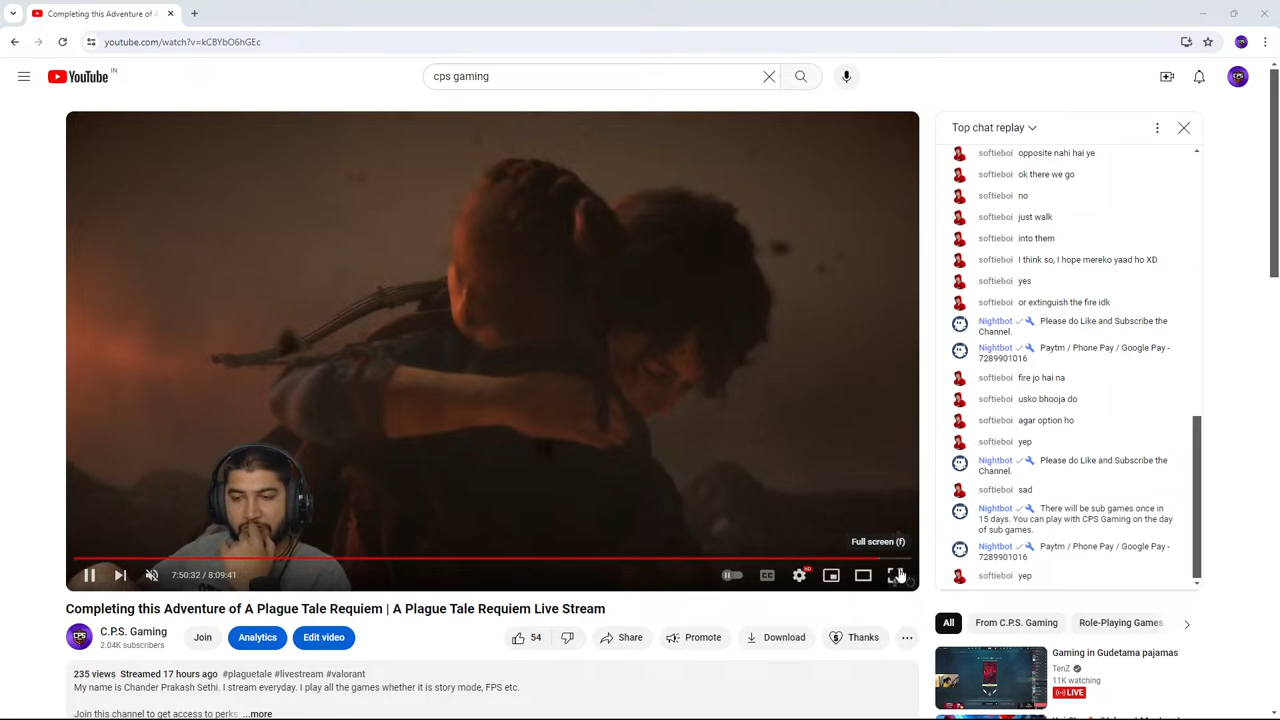 Completing this Adventure of A
youtube.com/watch?v=kCBYbO6hGEc
YouTube IN
cps gaming
CPS
Top chat replay
softieboi opposite nahi hai ye
softieboi ok there we go
softieboi no
softieboi just walk
softieboi into them
softieboi I think so, I hope mereko yaad ho XD
softieboi yes
softieboi or extinguish the fire idk
Nightbot Please do Like and Subscribe the
Channel.
Nightbot Paytm / Phone Pay / Google Pay -
7289901016
softieboi fire jo hai na
softieboi usko bhooja do
softieboi agar option ho
softieboi yep
Nightbot Please do Like and Subscribe the
Channel.
softieboi sad
Nightbot There will be sub games once in
15 days. You can play with CPS Gaming on the day
of sub games.
Nightbot Paytm / Phone Pay / Google Pay -
7289901016
softieboi yep
Full screen (f)
7:50:32 / 8:09:41
CC
HD
Completing this Adventure of A Plague Tale Requiem | A Plague Tale Requiem Live Stream
CPS
C.P.S. Gaming
2.04K subscribers
Join
Analytics
Edit video
54
Share
Promote
Download
Thanks
235 views Streamed 17 hours ago #plaguetale #livestream #valorant
My name is Chander Prakash Sethi. I stream everyday. I play all the games whether it is story mode, FPS etc.
Join this channel to get access to perks ...more
All
From C.P.S. Gaming
Role-Playing Games
Gaming in Gudetama pajamas
TenZ
11K watching
LIVE